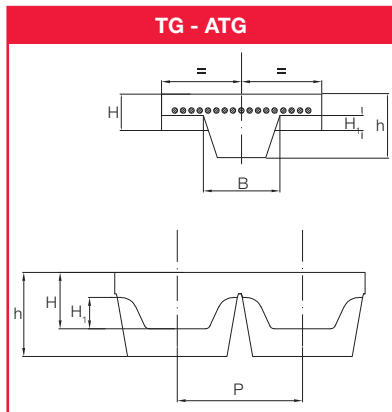 TG - ATG
= =
H H₁ h
B
h H H₁
P